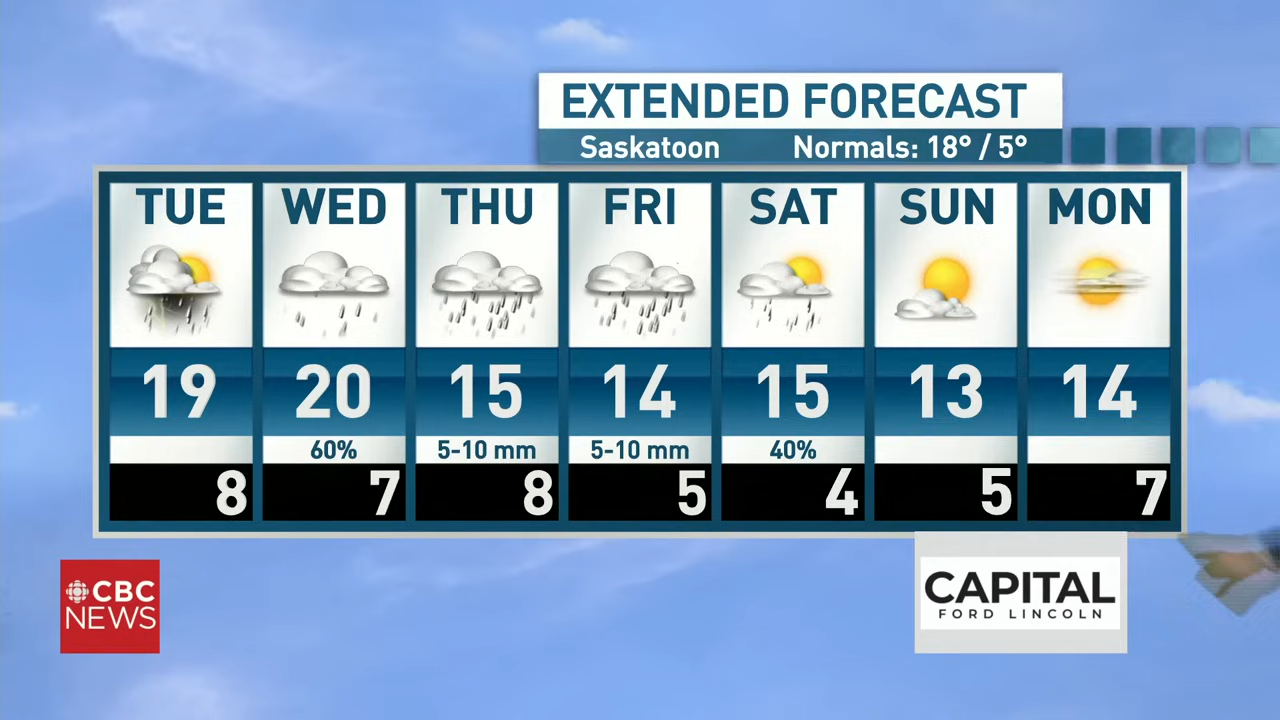 EXTENDED FORECAST
Saskatoon Normals: 18° / 5°
TUE WED THU FRI SAT SUN MON
19 20 15 14 15 13 14
60% 5-10 mm 5-10 mm 40%
8 7 8 5 4 5 7
CBC
NEWS
CAPITAL
FORD LINCOLN